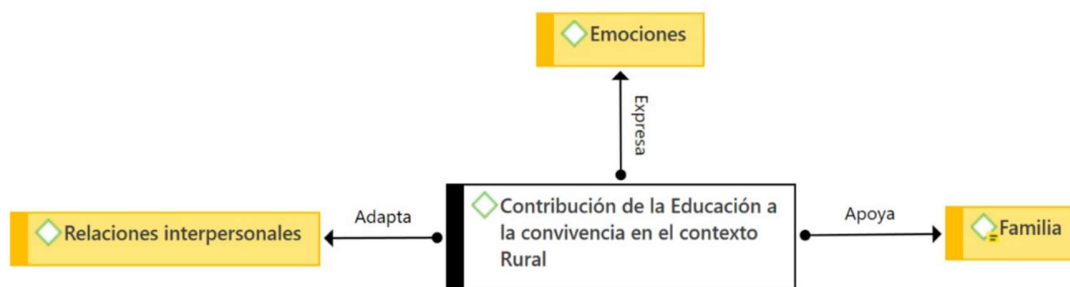 Emociones
Expresa
Contribución de la Educación a
la convivencia en el contexto
Rural
Adapta
Relaciones interpersonales
Apoya
Familia